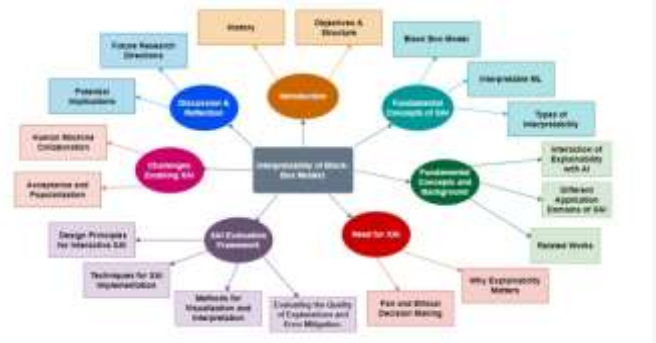 History
Objectives &
Structure
Black Box Model
Future Research
Directions
Interpretable ML
Potential
Implications
Discussion &
Reflection
Introduction
Fundamental
Concepts of XAI
Types of
Interpretability
Human Machine
Collaboration
Challenges
Enabling XAI
Interpretability of Black-
Box Models
Fundamental
Concepts and
Background
Interaction of
Explainability
with AI
Acceptance and
Different
Application
Domains of XAI
Design Principles
for Interactive XAI
XAI Evaluation
Framework
Need for XAI
Related Works
Techniques for XAI
Implementation
Why Explainability
Matters
Methods for
Visualization and
Interpretation
Evaluating the Quality
of Explanations and
Error Mitigation
Fair and Ethical
Decision Making